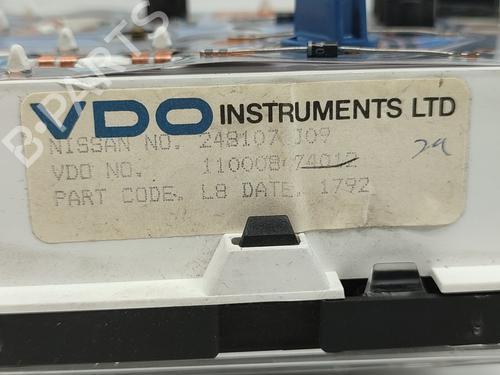 VDO INSTRUMENTS LTD
NISSAN NO. 248107 J09
VDO NO. 110008/74012
PART CODE. L8 DATE. 1792
B-PARTS